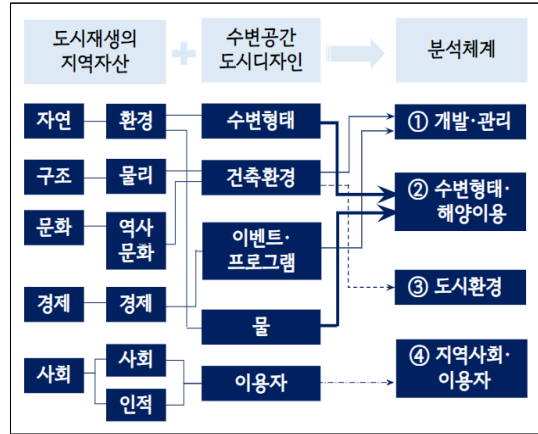 도시재생의
지역자산
+
수변공간
도시디자인
분석체계
자연
환경
수변형태
① 개발·관리
구조
물리
건축환경
② 수변형태·
해양이용
문화
역사
문화
이벤트·
프로그램
③ 도시환경
경제
경제
물
④ 지역사회·
이용자
사회
사회
인적
이용자